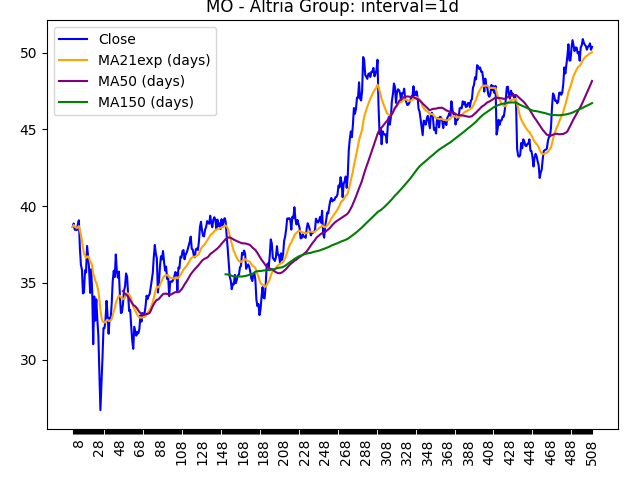 MO - Altria Group: interval=1d
Close
MA21exp (days)
MA50 (days)
MA150 (days)
50
45
40
35
30
8 28 48 68 88 108 128 148 168 188 208 228 248 268 288 308 328 348 368 388 408 428 448 468 488 508